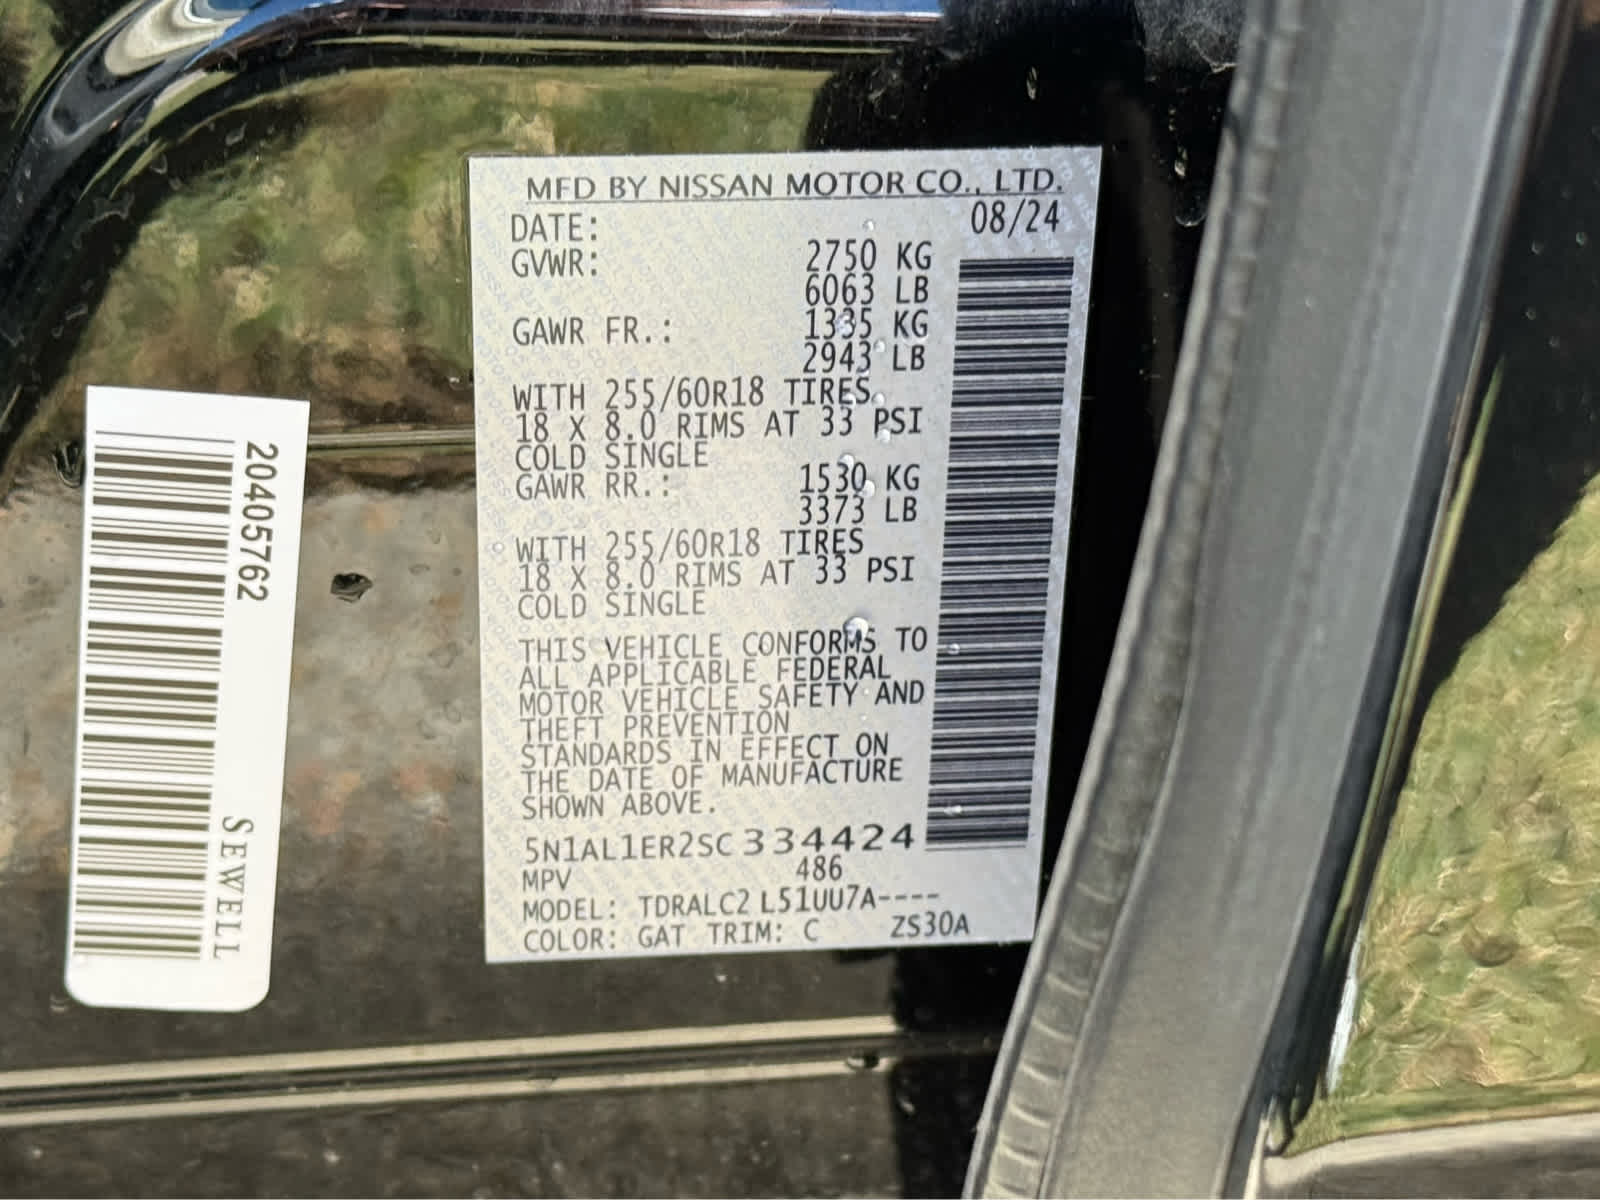 MFD BY NISSAN MOTOR CO., LTD.
DATE: 08/24
GVWR: 2750 KG
6063 LB
GAWR FR.: 1335 KG
2943 LB
WITH 255/60R18 TIRES
18 X 8.0 RIMS AT 33 PSI
COLD SINGLE
GAWR RR.: 1530 KG
3373 LB
WITH 255/60R18 TIRES
18 X 8.0 RIMS AT 33 PSI
COLD SINGLE
THIS VEHICLE CONFORMS TO
ALL APPLICABLE FEDERAL
MOTOR VEHICLE SAFETY AND
THEFT PREVENTION
STANDARDS IN EFFECT ON
THE DATE OF MANUFACTURE
SHOWN ABOVE.
5N1AL1ER2SC334424
MPV 486
MODEL: TDRALC2 L51UU7A----
COLOR: GAT TRIM: C ZS30A
20405762
SEWELL